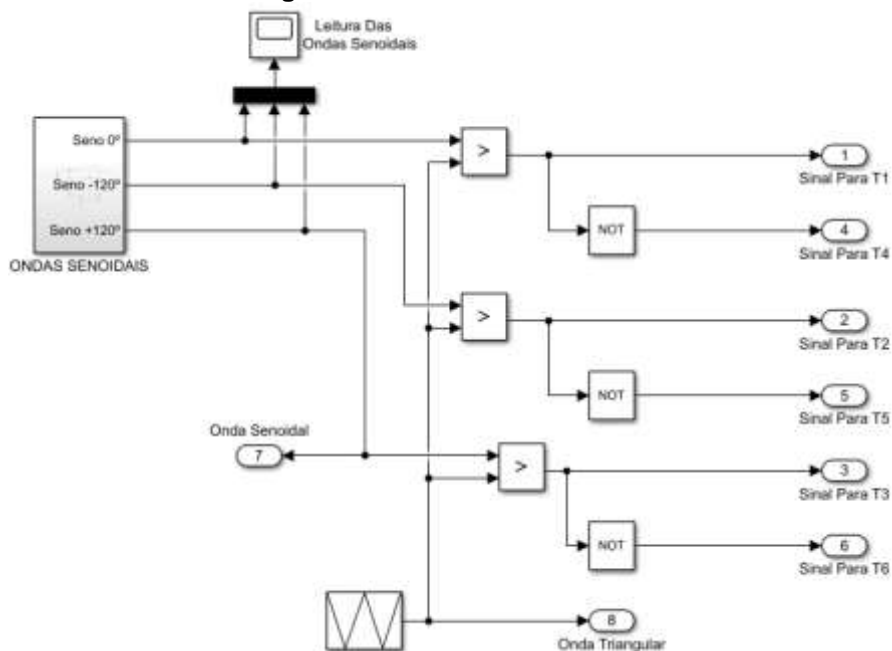 Leitura Das
Ondas Senoidais
Seno 0º
Seno -120º
Seno +120º
ONDAS SENOIDAIS
>
1
Sinal Para T1
NOT
4
Sinal Para T4
>
2
Sinal Para T2
NOT
5
Sinal Para T5
Onda Senoidal
7
>
3
Sinal Para T3
NOT
6
Sinal Para T6
8
Onda Triangular